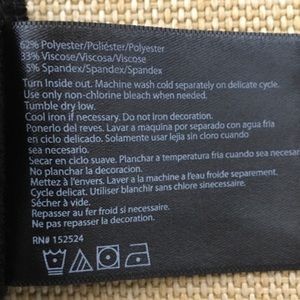 62% Polyester/Poliéster/Polyester
33% Viscose/Viscosa/Viscose
5% Spandex/Spandex/Spandex
Turn Inside out. Machine wash cold separately on delicate cycle.
Use only non-chlorine bleach when necessary.
Tumble dry low.
Cool iron if necessary. Do not iron decoration.
Ponerlo del reves. Lavar a maquina por separado con agua fria
en ciclo delicado. Solamente usar lejia sin cloro cuando
sea necesario.
Secar en ciclo suave. Planchar a temperatura fria cuando sea necesario.
No planchar la decoracion.
Mettez à l'envers. Laver a la machine a l'eau froide separement.
Cycle delicat. Utiliser blanchir sans chlore sinecessaire.
Sécher à vide.
Repasser au fer froid si necessaire.
Ne pas repasser la decoration.
RN# 152524